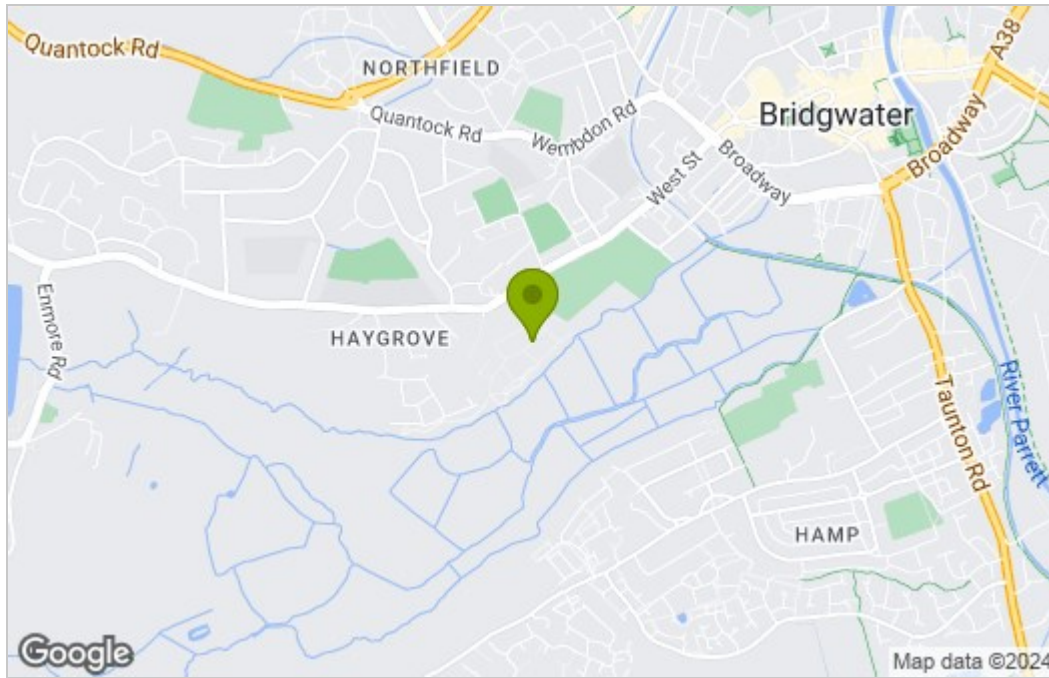 Quantock Rd
NORTHFIELD
A38
Quantock Rd
Wembdon Rd
Bridgwater
Broadway
Broadway
West St
Enmore Rd
HAYGROVE
River Parrett
Taunton Rd
HAMP
Google
Map data ©2024